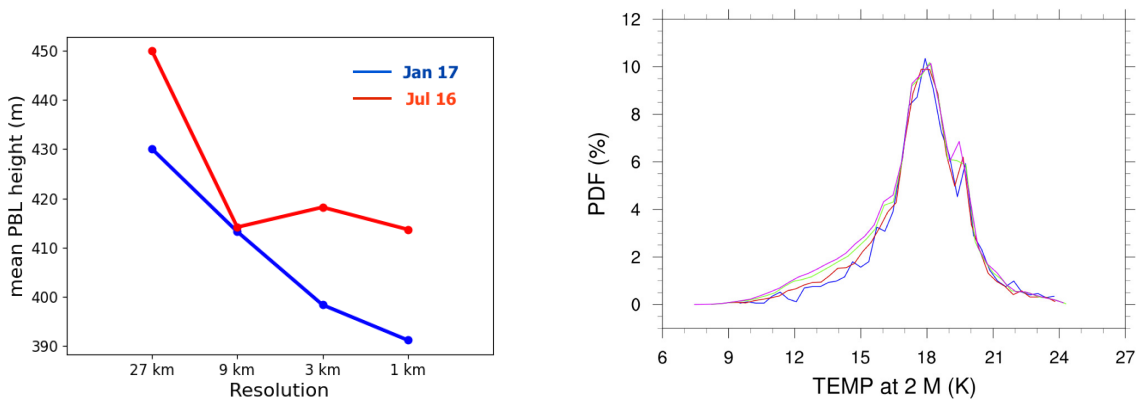 mean PBL height (m)
450
440
430
420
410
400
390
Jan 17
Jul 16
27 km
9 km
3 km
1 km
Resolution
PDF (%)
12
10
8
6
4
2
0
6
9
12
15
18
21
24
27
TEMP at 2 M (K)